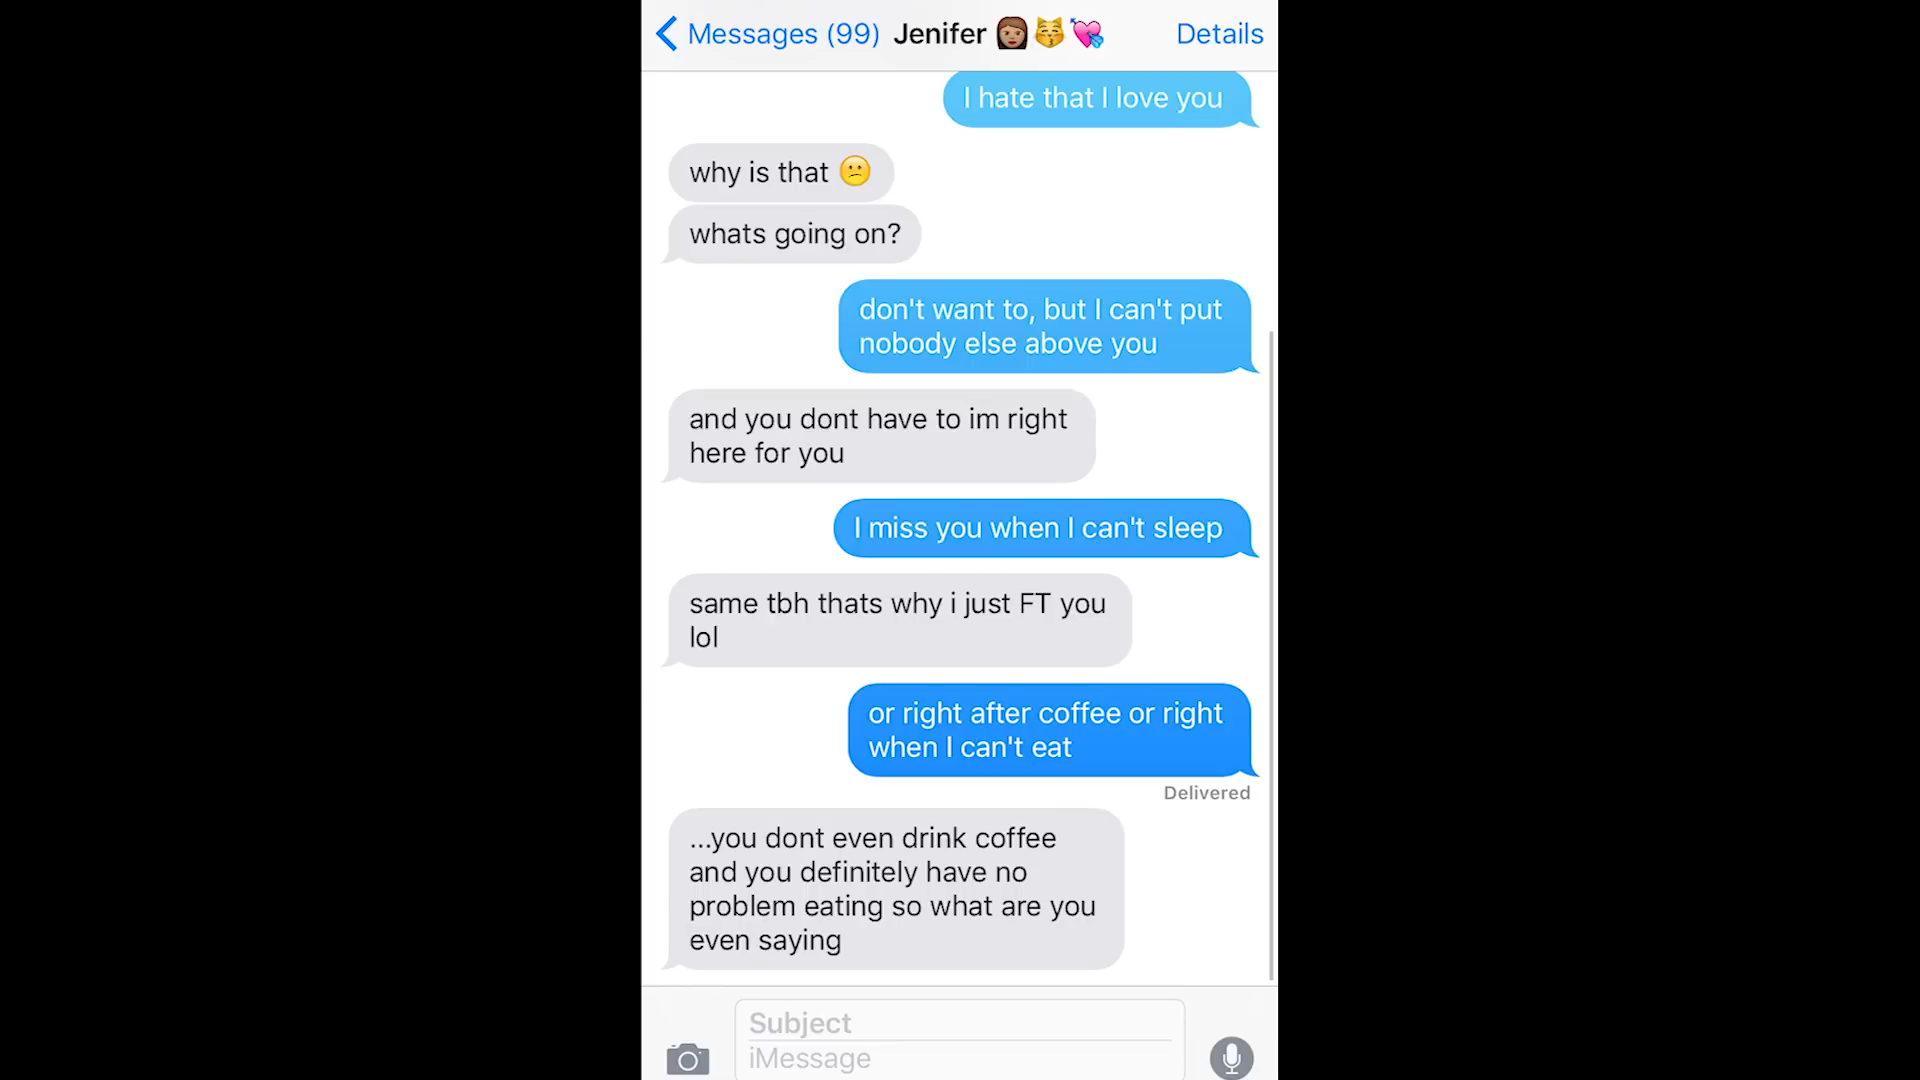 Messages (99) Jenifer 👩🏽😽💘 Details
I hate that I love you
why is that 😕
whats going on?
don't want to, but I can't put
nobody else above you
and you dont have to im right
here for you
I miss you when I can't sleep
same tbh thats why i just FT you
lol
or right after coffee or right
when I can't eat
Delivered
...you dont even drink coffee
and you definitely have no
problem eating so what are you
even saying
Subject
iMessage